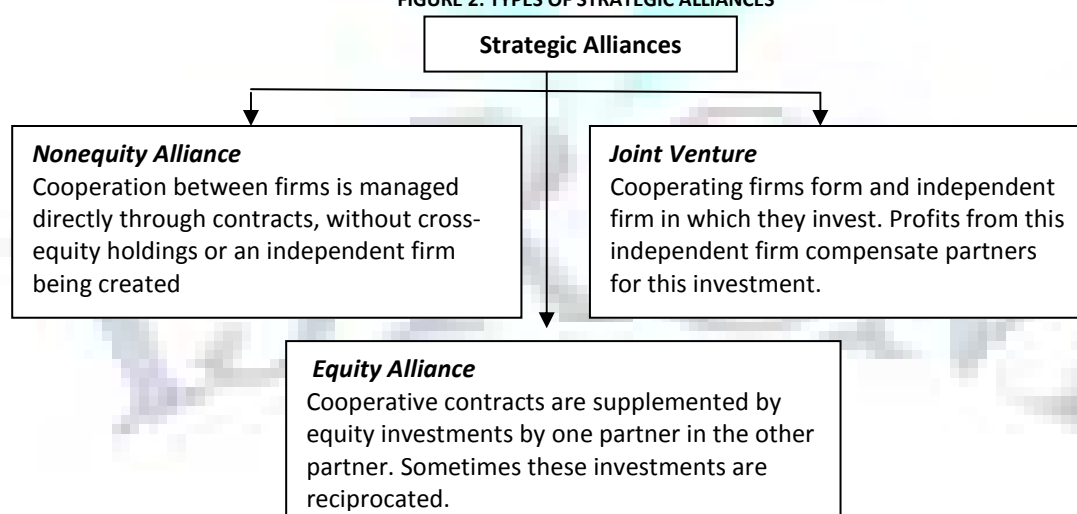 FIGURE 2: TYPES OF STRATEGIC ALLIANCES
Strategic Alliances
Nonequity Alliance
Cooperation between firms is managed
directly through contracts, without cross-
equity holdings or an independent firm
being created
Joint Venture
Cooperating firms form and independent
firm in which they invest. Profits from this
independent firm compensate partners
for this investment.
Equity Alliance
Cooperative contracts are supplemented by
equity investments by one partner in the other
partner. Sometimes these investments are
reciprocated.